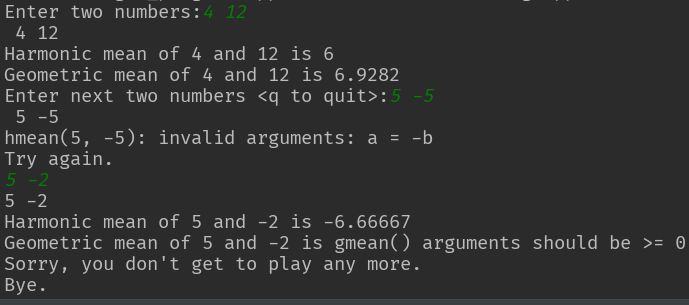 Enter two numbers:4 12
4 12
Harmonic mean of 4 and 12 is 6
Geometric mean of 4 and 12 is 6.9282
Enter next two numbers <q to quit>:5 -5
5 -5
hmean(5, -5): invalid arguments: a = -b
Try again.
5 -2
5 -2
Harmonic mean of 5 and -2 is -6.66667
Geometric mean of 5 and -2 is gmean() arguments should be >= 0
Sorry, you don't get to play any more.
Bye.